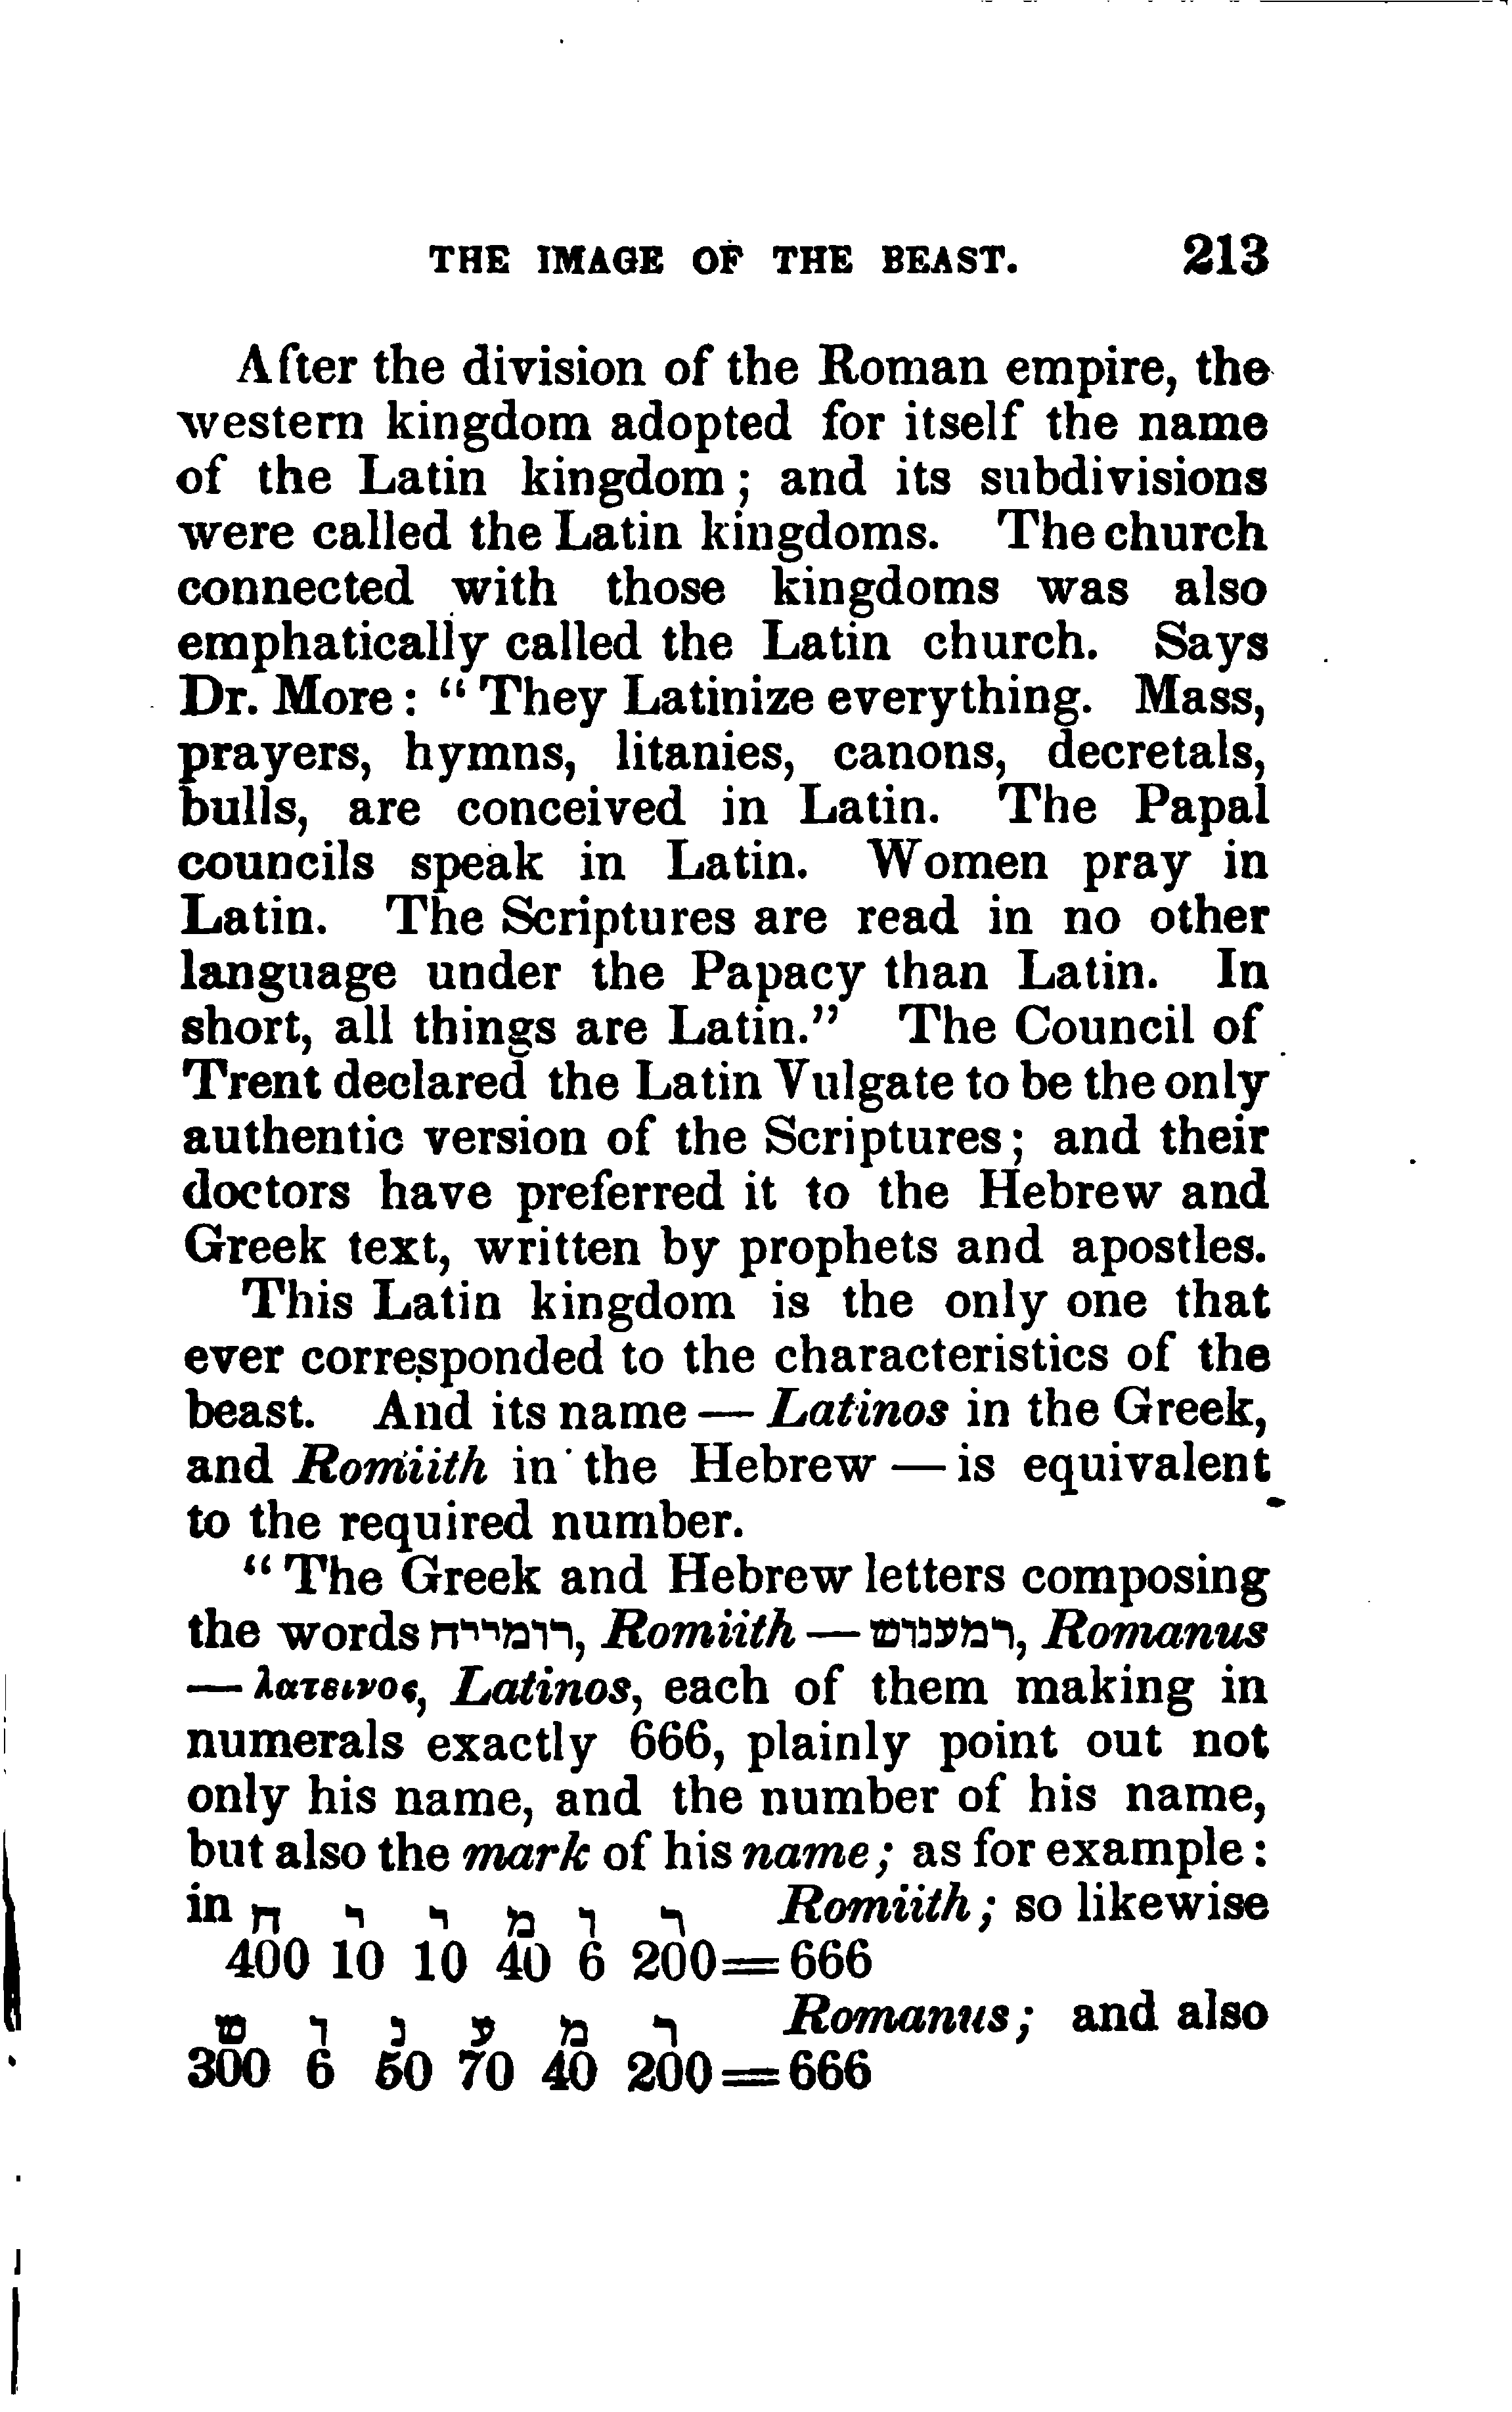 THE IMAGE OF THE BEAST. 213
After the division of the Roman empire, the
western kingdom adopted for itself the name
of the Latin kingdom; and its subdivisions
were called the Latin kingdoms. The church
connected with those kingdoms was also
emphatically called the Latin church. Says
Dr. More: "They Latinize everything. Mass,
prayers, hymns, litanies, canons, decretals,
bulls, are conceived in Latin. The Papal
councils speak in Latin. Women pray in
Latin. The Scriptures are read in no other
language under the Papacy than Latin. In
short, all things are Latin." The Council of
Trent declared the Latin Vulgate to be the only
authentic version of the Scriptures; and their
doctors have preferred it to the Hebrew and
Greek text, written by prophets and apostles.
This Latin kingdom is the only one that
ever corresponded to the characteristics of the
beast. And its name — Latinos in the Greek,
and Romiith in the Hebrew — is equivalent
to the required number.
"The Greek and Hebrew letters composing
the words רומייח, Romiith — רמענוש, Romanus
— λατεινος, Latinos, each of them making in
numerals exactly 666, plainly point out not
only his name, and the number of his name,
but also the mark of his name; as for example:
in ר ו מ י י ח Romiith; so likewise
400 10 10 40 6 200=666
ר מ ע נ ו ש Romanus; and also
300 6 50 70 40 200=666